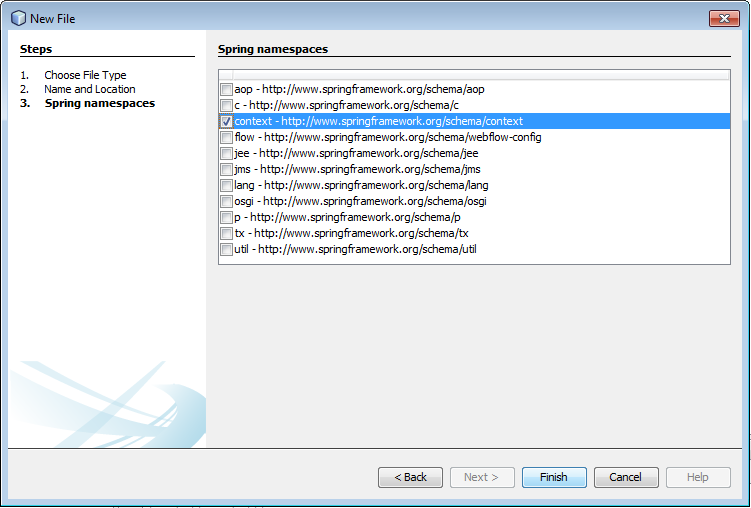 New File
Steps
1. Choose File Type
2. Name and Location
3. Spring namespaces
Spring namespaces
aop - http://www.springframework.org/schema/aop
c - http://www.springframework.org/schema/c
context - http://www.springframework.org/schema/context
flow - http://www.springframework.org/schema/webflow-config
jee - http://www.springframework.org/schema/jee
jms - http://www.springframework.org/schema/jms
lang - http://www.springframework.org/schema/lang
osgi - http://www.springframework.org/schema/osgi
p - http://www.springframework.org/schema/p
tx - http://www.springframework.org/schema/tx
util - http://www.springframework.org/schema/util
< Back Next > Finish Cancel Help